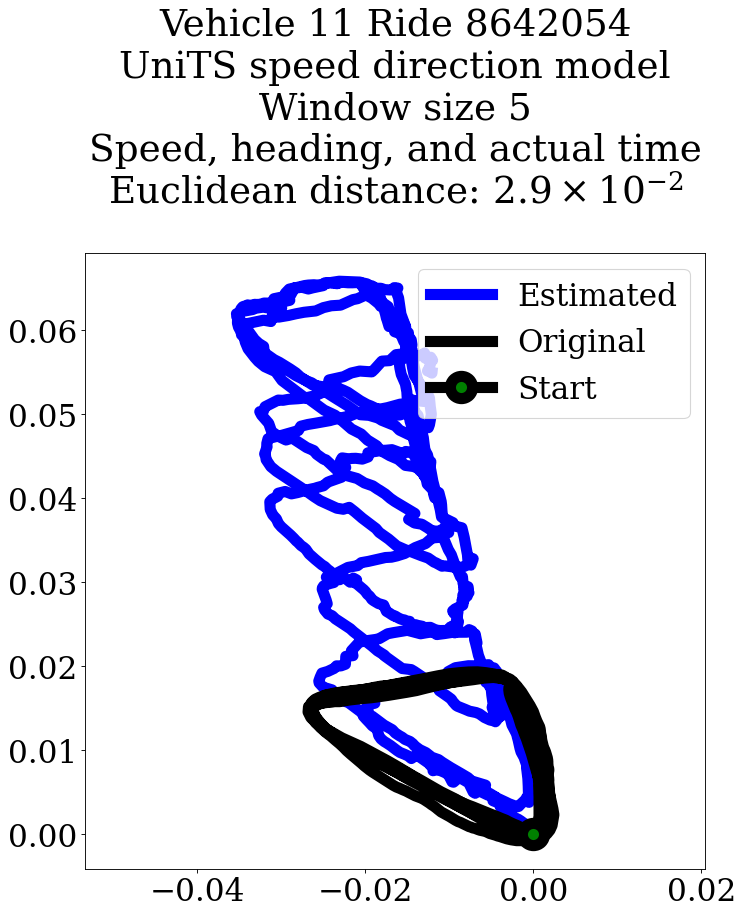 Vehicle 11 Ride 8642054
UniTS speed direction model
Window size 5
Speed, heading, and actual time
Euclidean distance: 2.9 × 10⁻²
Estimated
Original
Start
0.06
0.05
0.04
0.03
0.02
0.01
0.00
−0.04 −0.02 0.00 0.02